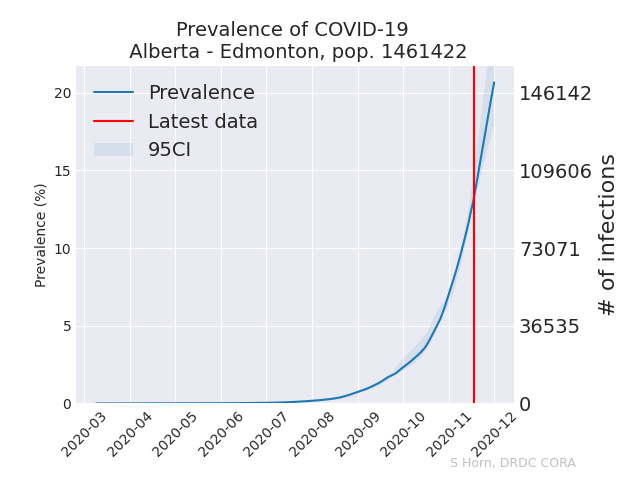 Prevalence of COVID-19
Alberta - Edmonton, pop. 1461422
Prevalence
Latest data
95CI
Prevalence (%)
20
15
10
5
0
146142
109606
73071
36535
0
# of infections
2020-03
2020-04
2020-05
2020-06
2020-07
2020-08
2020-09
2020-10
2020-11
2020-12
S Horn, DRDC CORA